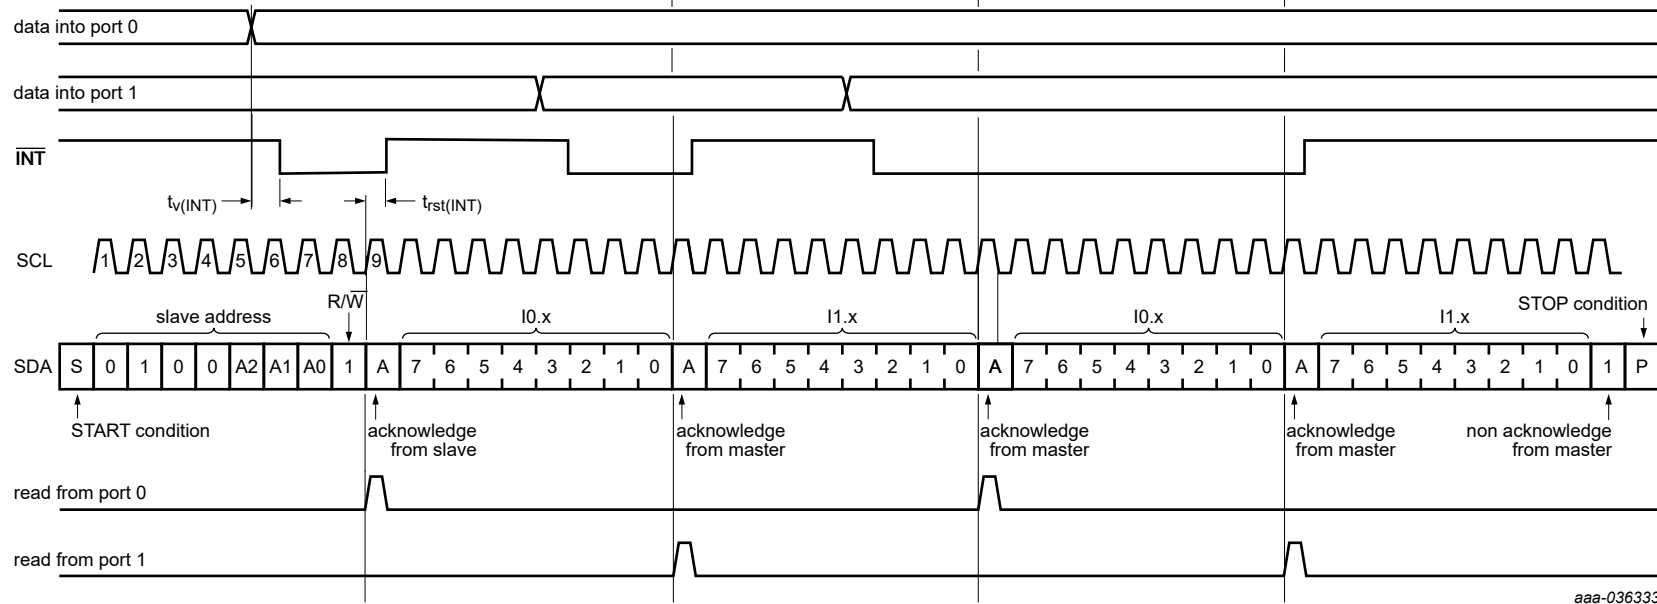 data into port 0
data into port 1
INT
tv(INT) trst(INT)
SCL 1 2 3 4 5 6 7 8 9
R/W STOP condition
slave address I0.x I1.x I0.x I1.x
SDA S 0 1 0 0 A2 A1 A0 1 A 7 6 5 4 3 2 1 0 A 7 6 5 4 3 2 1 0 A 7 6 5 4 3 2 1 0 A 7 6 5 4 3 2 1 0 1 P
START condition acknowledge acknowledge acknowledge acknowledge non acknowledge
from slave from master from master from master from master
read from port 0
read from port 1
aaa-036333